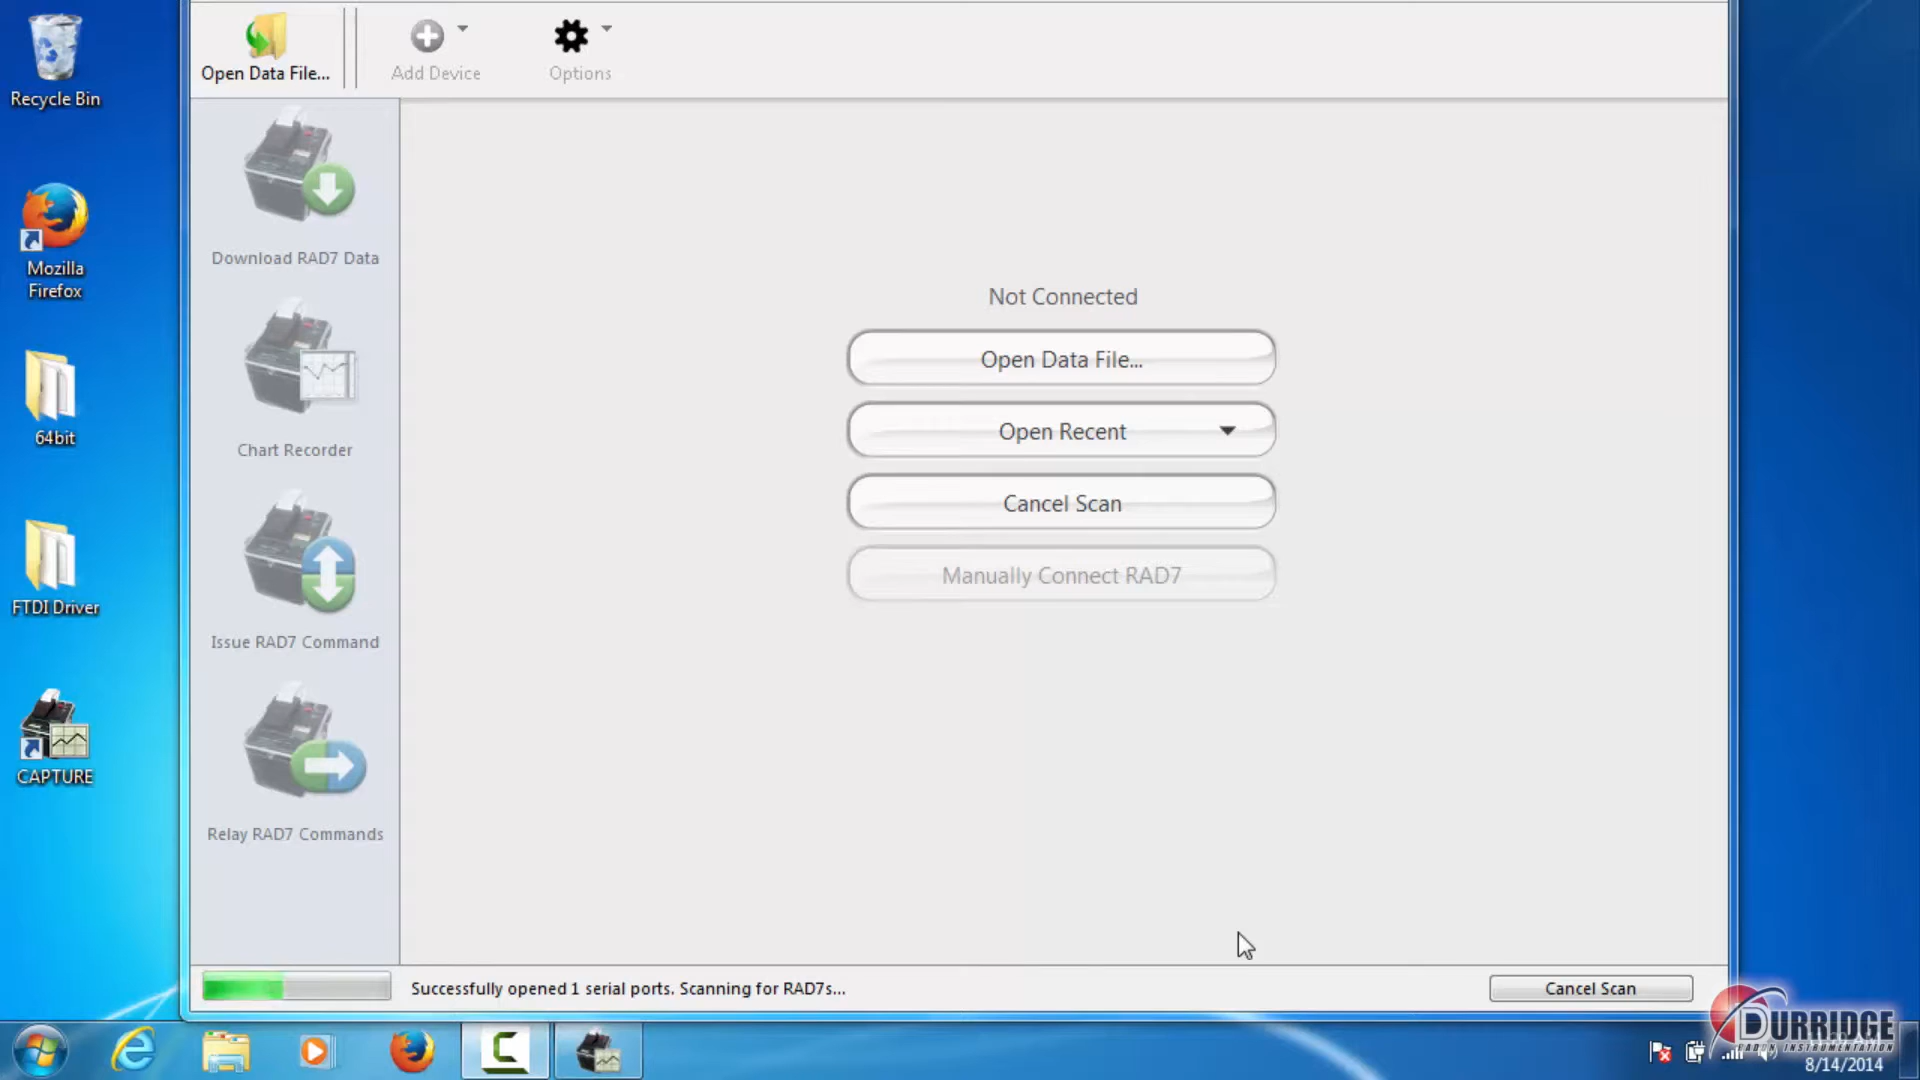 Recycle Bin
Mozilla
Firefox
64bit
FTDI Driver
CAPTURE
Open Data File...
Add Device
Options
Download RAD7 Data
Chart Recorder
Issue RAD7 Command
Relay RAD7 Commands
Not Connected
Open Data File...
Open Recent
Cancel Scan
Manually Connect RAD7
Successfully opened 1 serial ports. Scanning for RAD7s...
Cancel Scan
DURRIDGE
RADON INSTRUMENTATION
8/14/2014